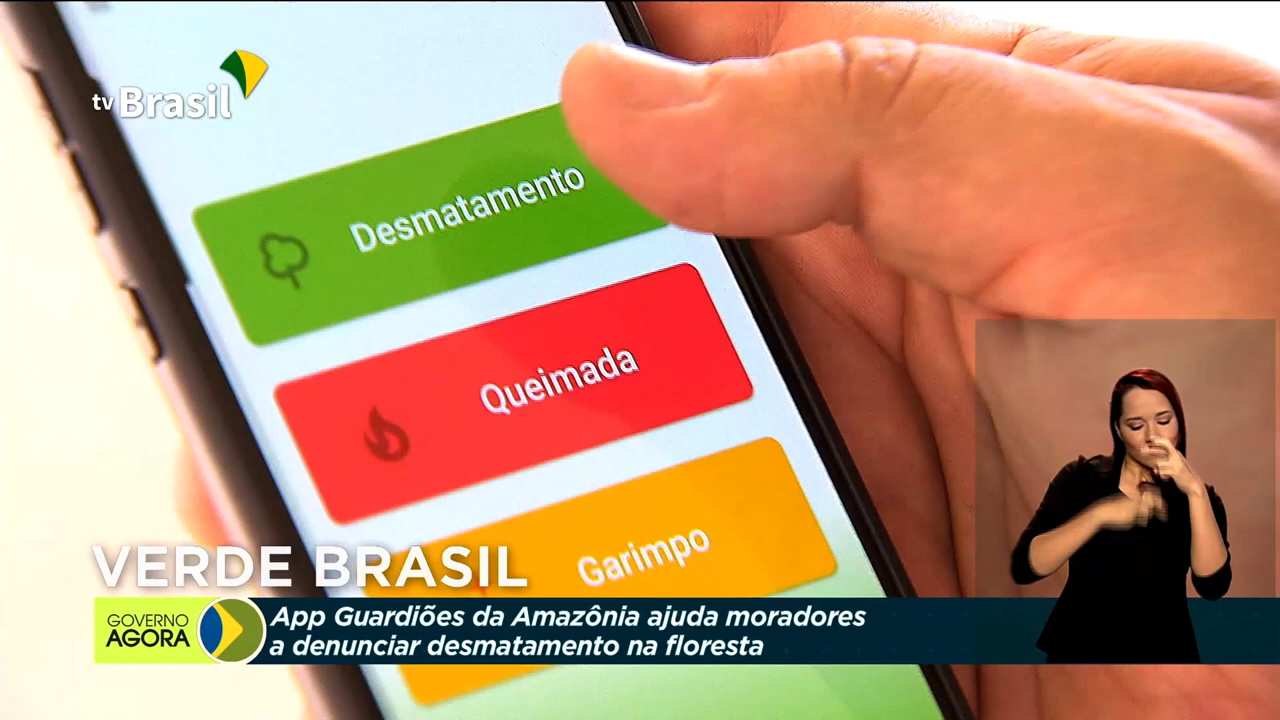 tv Brasil
Desmatamento
Queimada
Garimpo
VERDE BRASIL
GOVERNO
AGORA
App Guardiões da Amazônia ajuda moradores
a denunciar desmatamento na floresta